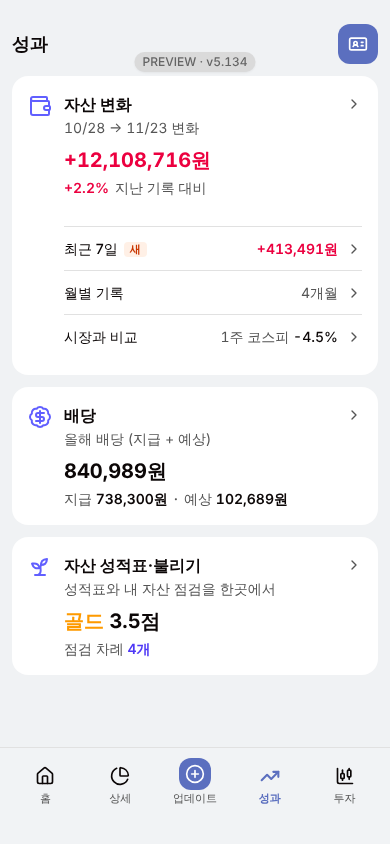 성과
PREVIEW · v5.134
자산 변화
10/28 → 11/23 변화
+12,108,716원
+2.2% 지난 기록 대비
최근 7일 새 +413,491원
월별 기록 4개월
시장과 비교 1주 코스피 -4.5%
배당
올해 배당 (지급 + 예상)
840,989원
지급 738,300원 · 예상 102,689원
자산 성적표·불리기
성적표와 내 자산 점검을 한곳에서
골드 3.5점
점검 차례 4개
홈 상세 업데이트 성과 투자